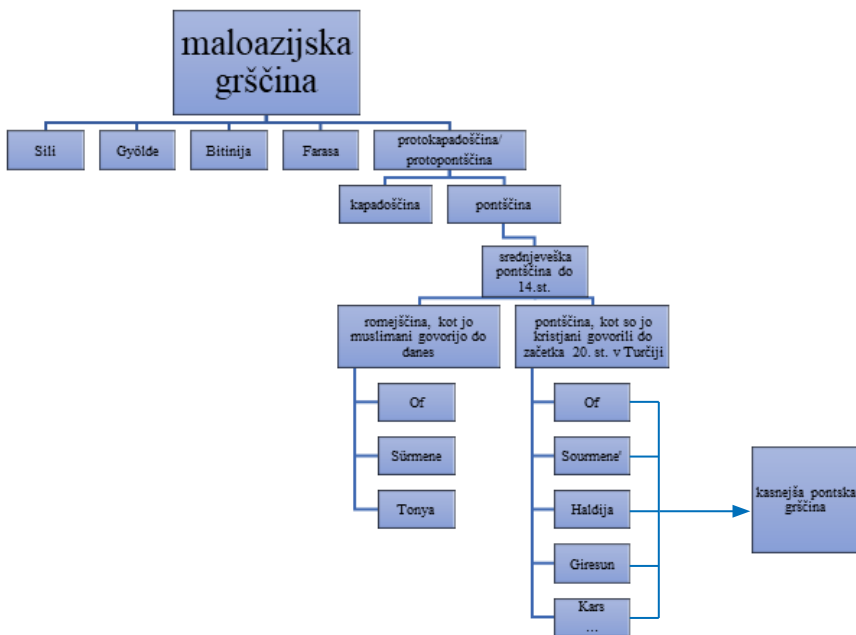 maloazijska
grščina
Sili
Gyölde
Bitinija
Farasa
protokapadoščina/
protopontščina
kapadoščina
pontščina
srednjeveška
pontščina do
14.st.
romejščina, kot jo
muslimani govorijo do
danes
pontščina, kot so jo
kristjani govorili do
začetka 20. st. v Turčiji
Of
Sürmene
Tonya
Of
Sourmene'
Haldija
Giresun
Kars
...
kasnejša pontska
grščina